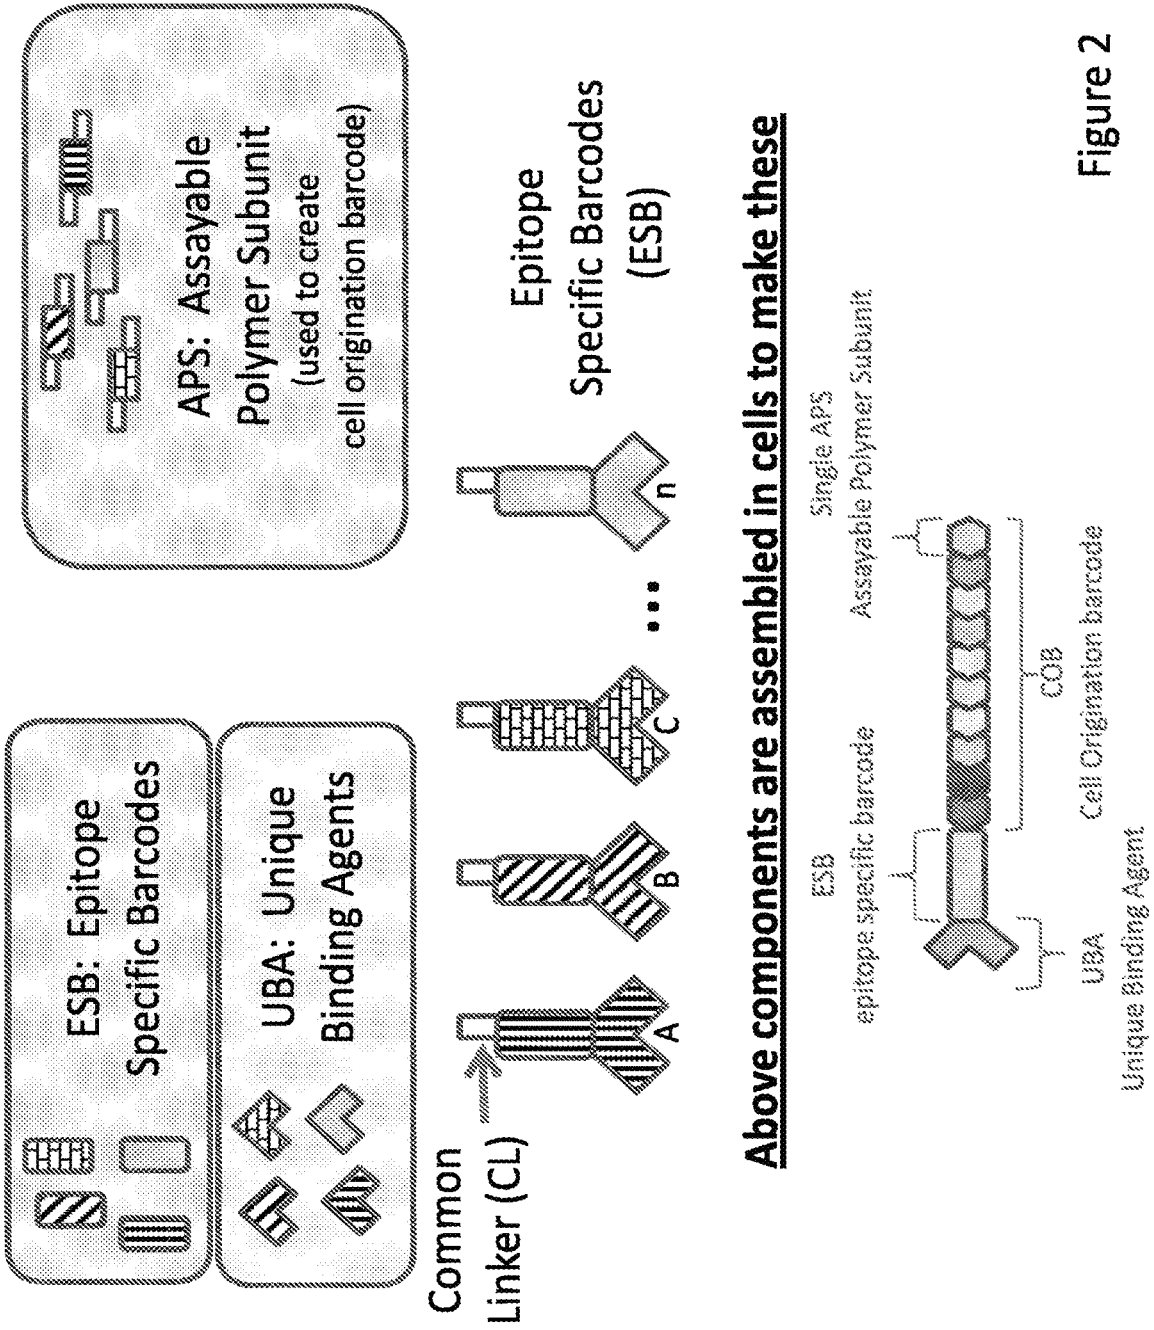 ESB: Epitope
Specific Barcodes
UBA: Unique
Binding Agents
APS: Assayable
Polymer Subunit
(used to create
cell origination barcode)
Common
Linker (CL)
A
B
C
...
n
Epitope
Specific Barcodes
(ESB)
Above components are assembled in cells to make these
ESB
epitope specific barcode
Single APS
Assayable Polymer Subunit
UBA
Unique Binding Agent
COB
Cell Origination barcode
Figure 2